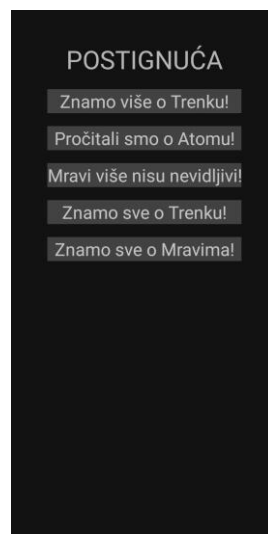 POSTIGNUĆA
Znamo više o Trenku!
Pročitali smo o Atomu!
Mravi više nisu nevidljivi!
Znamo sve o Trenku!
Znamo sve o Mravima!